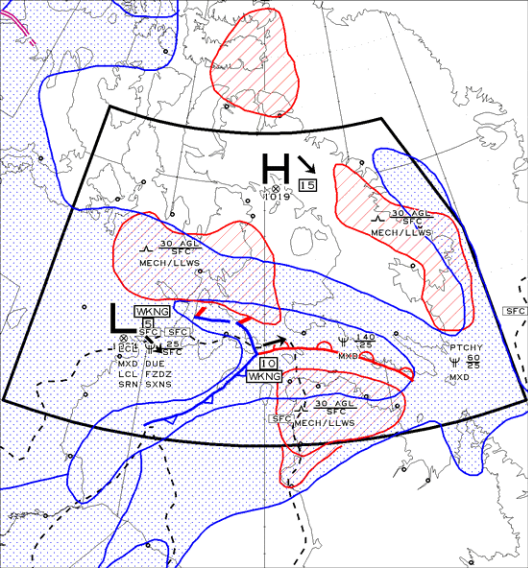 H
15
1019
30 AGL
SFC
MECH/LLWS
30 AGL
SFC
MECH/LLWS
L
WKNG
5
SFC
SFC
LCL
25
SFC
MXD DUE
LCL FZDZ
SRN SXNS
140
25
MXD
10
WKNG
PTCHY
60
25
MXD
SFC
SFC
30 AGL
SFC
MECH/LLWS